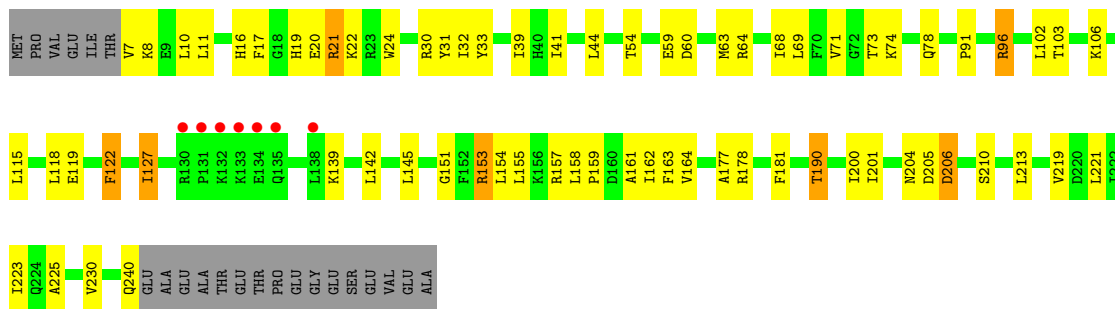 MET PRO VAL GLU ILE THR V7 K8 E9 L10 L11 H16 F17 G18 H19 E20 R21 K22 R23 W24 R30 Y31 I32 Y33 I39 H40 I41 L44 T54 E59 D60 M63 R64 I68 L69 F70 V71 G72 T73 K74 Q78 P91 R96 L102 T103 K106
L115 L118 E119 F122 I127 R130 P131 K132 K133 E134 Q135 L138 K139 L142 L145 G151 F152 R153 L154 L155 K156 R157 L158 P159 D160 A161 I162 F163 V164 A177 R178 F181 T190 I200 I201 N204 D205 D206 S210 L213 V219 D220 L221
I223 Q224 A225 V230 Q240 GLU ALA GLU ALA THR GLU THR PRO GLU GLY GLU SER GLU VAL GLU ALA